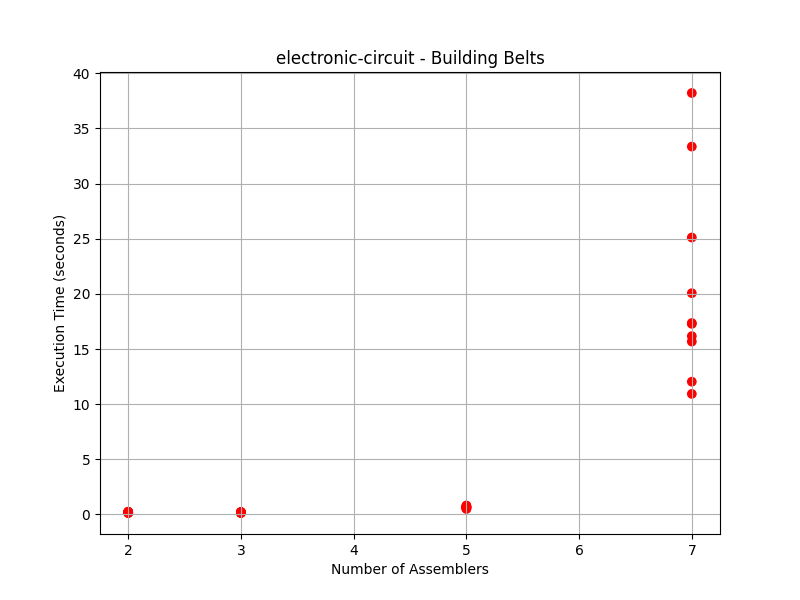 electronic-circuit - Building Belts
40
35
30
25
20
15
10
5
0
Execution Time (seconds)
2 3 4 5 6 7
Number of Assemblers